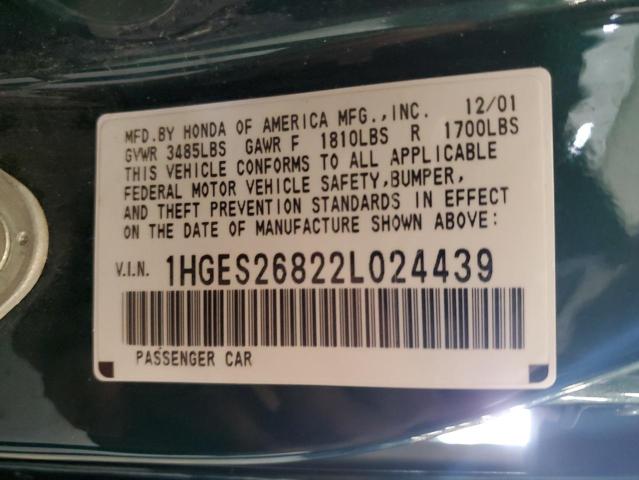 MFD.BY HONDA OF AMERICA MFG.,INC. 12/01
GVWR 3485LBS GAWR F 1810LBS R 1700LBS
THIS VEHICLE CONFORMS TO ALL APPLICABLE
FEDERAL MOTOR VEHICLE SAFETY,BUMPER,
AND THEFT PREVENTION STANDARDS IN EFFECT
ON THE DATE OF MANUFACTURE SHOWN ABOVE:
V.I.N. 1HGES26822L024439
PASSENGER CAR